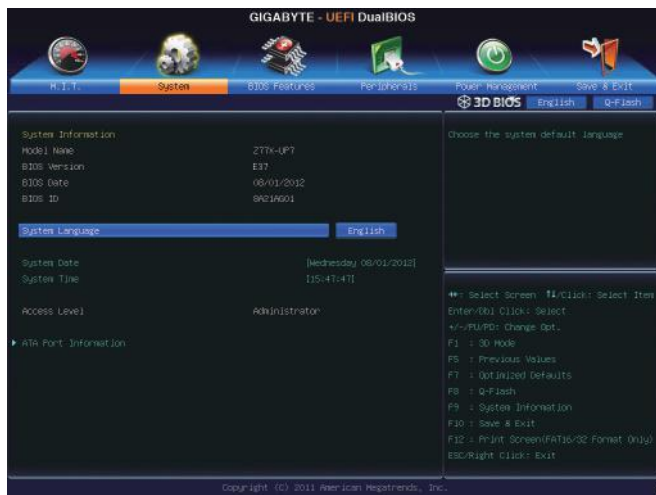 GIGABYTE - UEFI DualBIOS
M.I.T.
System
BIOS Features
Peripherals
Power Management
Save & Exit
3D BIOS
English
Q-Flash
System Information
Model Name Z77X-UP7
BIOS Version E37
BIOS Date 08/01/2012
BIOS ID 8A21AG01
System Language English
System Date [Wednesday 08/01/2012]
System Time [15:47:47]
Access Level Administrator
ATA Port Information
Choose the system default language
↔: Select Screen ↑↓/Click: Select Item
Enter/Dbl Click: Select
+/-/PU/PD: Change Opt.
F1 : 3D Mode
F5 : Previous Values
F7 : Optimized Defaults
F8 : Q-Flash
F9 : System Information
F10 : Save & Exit
F12 : Print Screen(FAT16/32 Format Only)
ESC/Right Click: Exit
Copyright (C) 2011 American Megatrends, Inc.